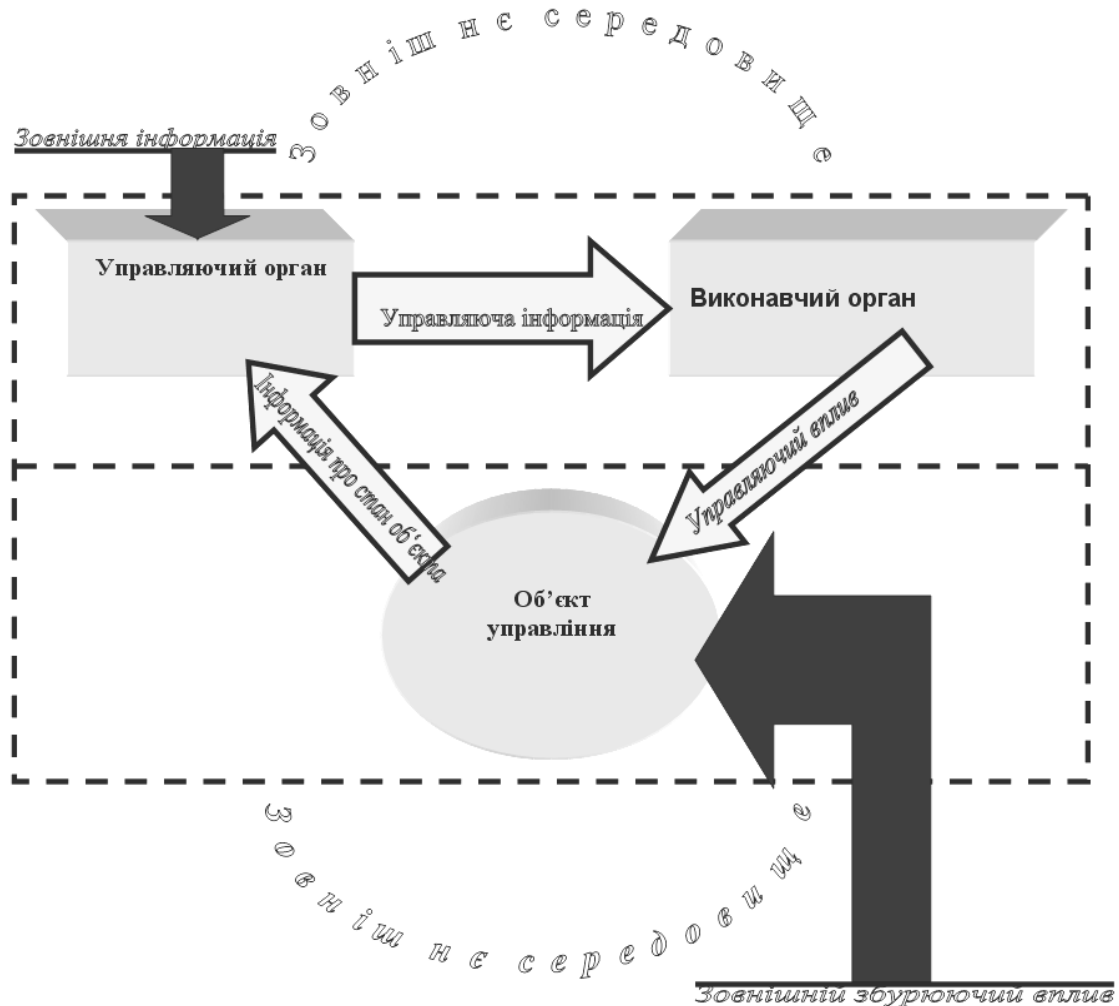 Зовнішнє середовище
Зовнішня інформація
Управляючий орган
Виконавчий орган
Управляюча інформація
Інформація про стан об‘єкта
Управляючий вплив
Об’єкт
управління
Зовнішнє середовище
Зовнішній збурюючий вплив